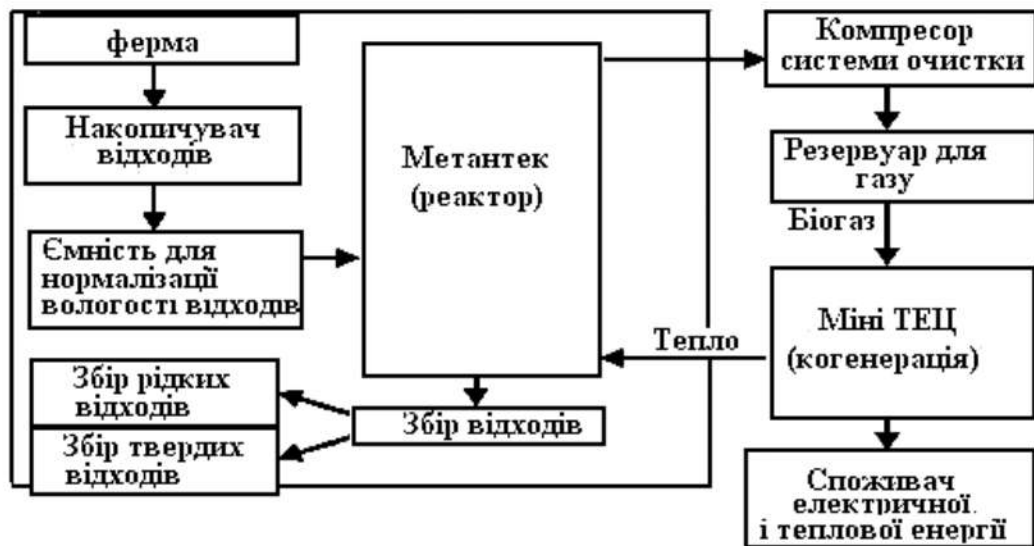 ферма
Накопичувач
відходів
Ємність для
нормалізації
вологості відходів
Збір рідких
відходів
Збір твердих
відходів
Метантек
(реактор)
Збір відходів
Тепло
Компресор
системи очистки
Резервуар для
газу
Біогаз
Міні ТЕЦ
(когенерація)
Споживач
електричної
і теплової енергії